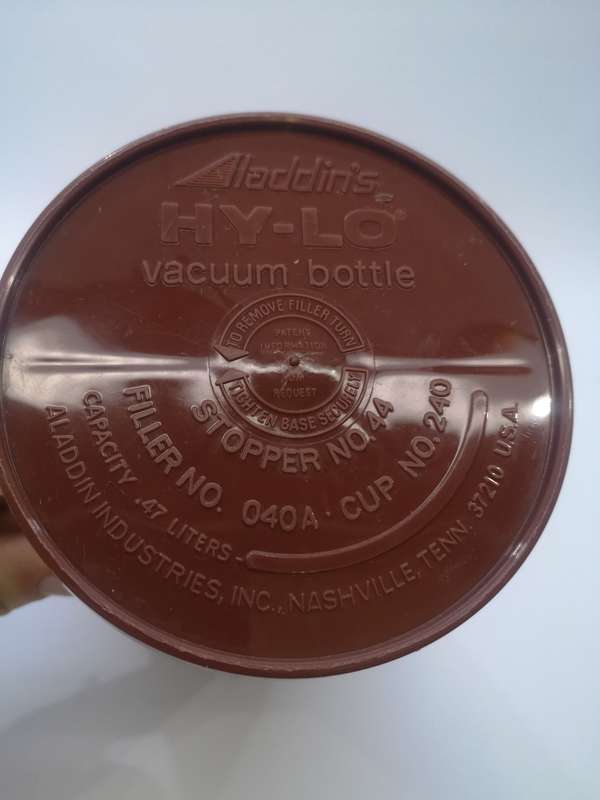 Aladdin's
HY-LO®
vacuum bottle
TO REMOVE FILLER TURN
PATENT
INFORMATION
ON
REQUEST
TIGHTEN BASE SECURELY
STOPPER NO. 44
FILLER NO. 040A · CUP NO. 240
CAPACITY - .47 LITERS -
ALADDIN INDUSTRIES, INC., NASHVILLE, TENN. 37210 U.S.A.